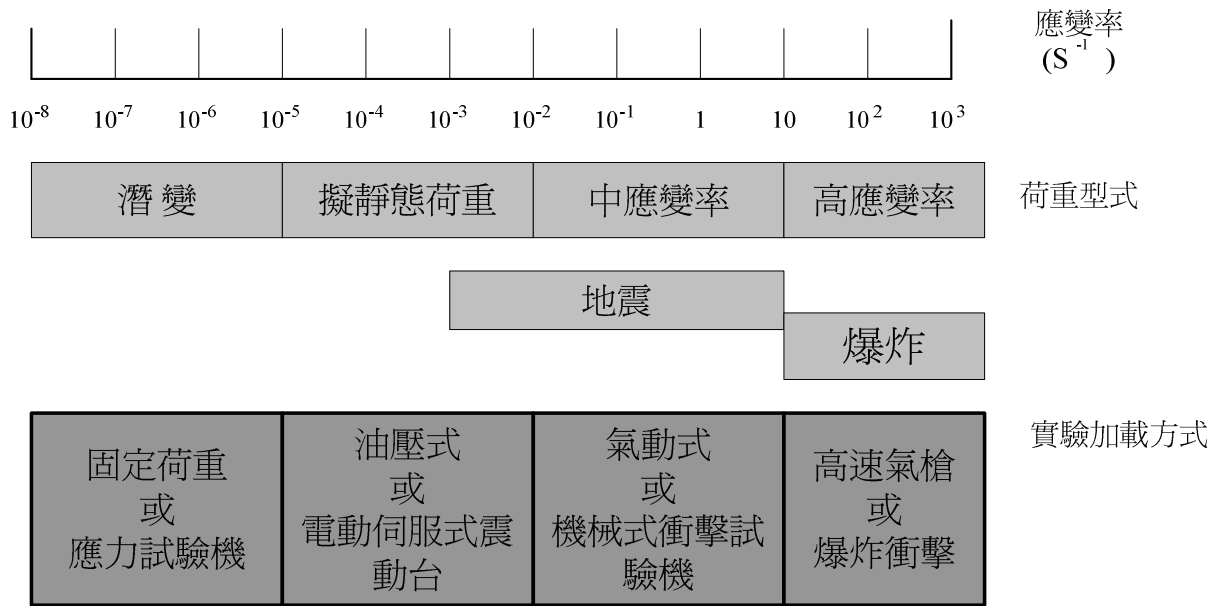 應變率
(S⁻¹)
10⁻⁸ 10⁻⁷ 10⁻⁶ 10⁻⁵ 10⁻⁴ 10⁻³ 10⁻² 10⁻¹ 1 10 10² 10³
潛變 擬靜態荷重 中應變率 高應變率 荷重型式
地震
爆炸
實驗加載方式
固定荷重
或
應力試驗機
油壓式
或
電動伺服式震
動台
氣動式
或
機械式衝擊試
驗機
高速氣槍
或
爆炸衝擊